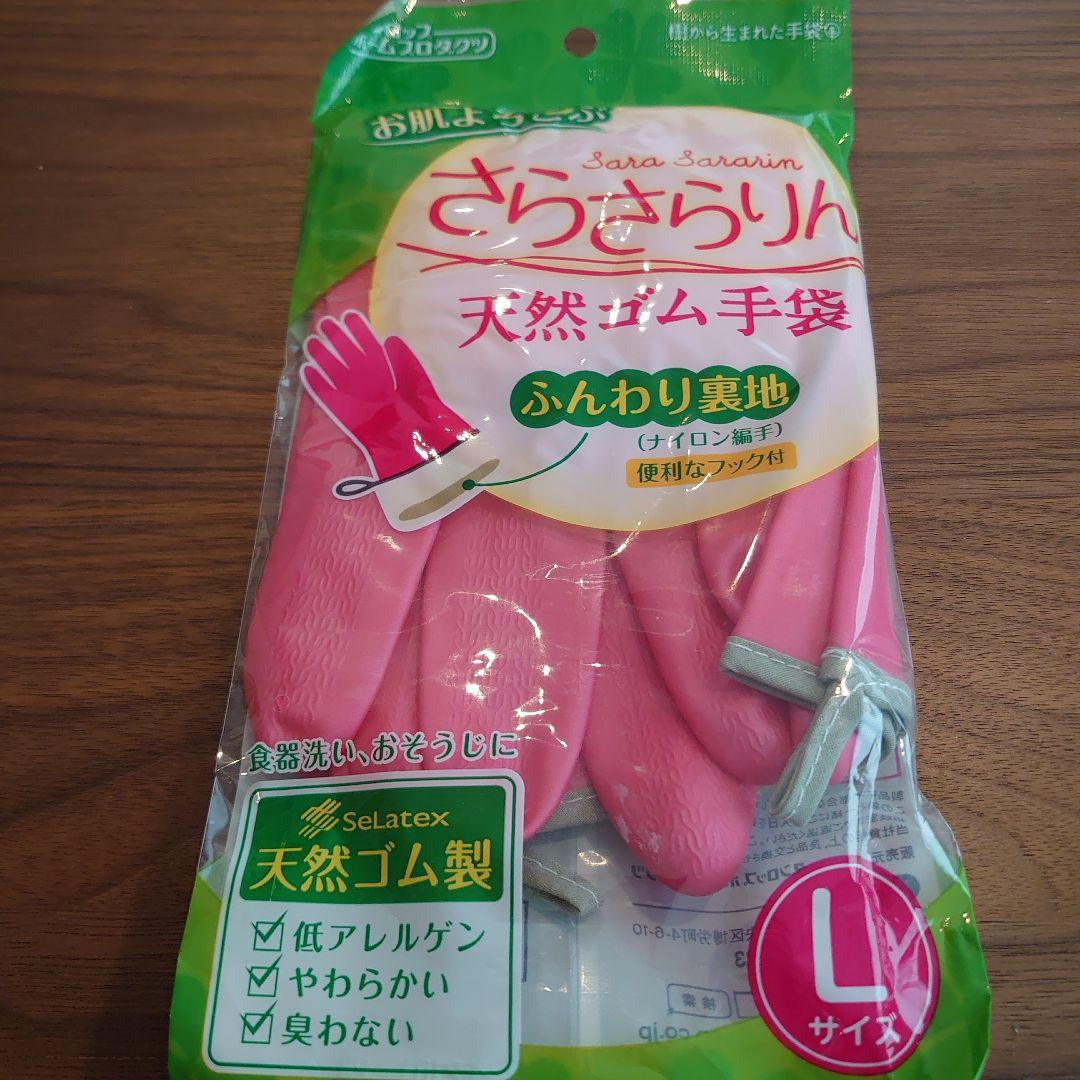 ームプロダクツ
樹から生まれた手袋
お肌よろこぶ
Sara Sararin
さらさらりん
天然ゴム手袋
ふんわり裏地
(ナイロン編手)
便利なフック付
食器洗い、おそうじに
SeLatex
天然ゴム製
低アレルゲン
やわらかい
臭わない
L
サイズ